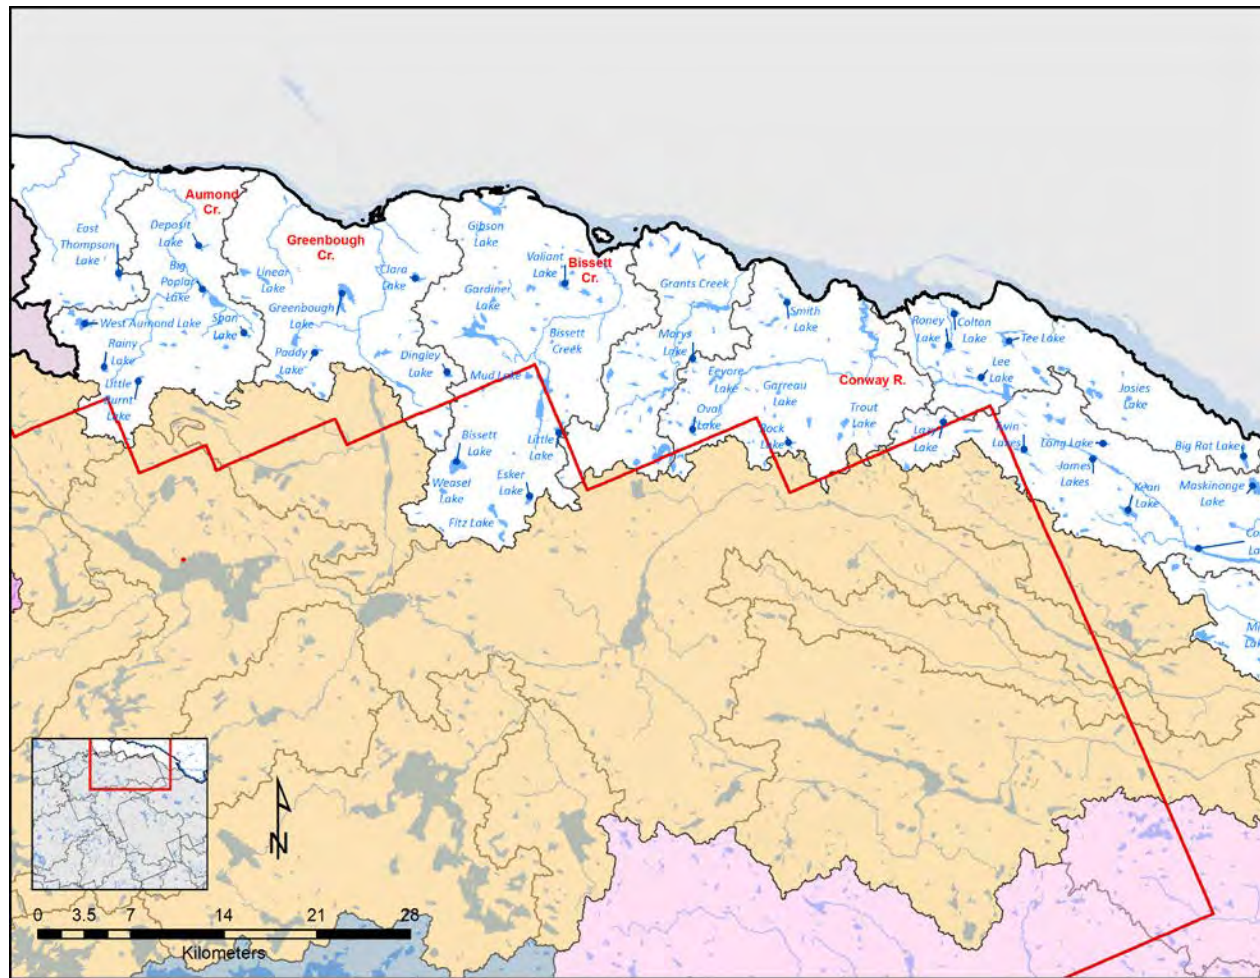 Aumond
Cr.
Greenbough
Cr.
Bissett
Cr.
Conway R.
East
Thompson
Lake
Deposit
Lake
Big
Poplar
Lake
Span
Lake
West Aumond Lake
Rainy
Lake
Little
Burnt
Lake
Linear
Lake
Greenbough
Lake
Paddy
Lake
Clara
Lake
Dingley
Lake
Gibson
Lake
Valiant
Lake
Gardiner
Lake
Bissett
Creek
Mud Lake
Bissett
Lake
Little
Lake
Weasel
Lake
Esker
Lake
Fitz Lake
Grants Creek
Marys
Lake
Smith
Lake
Eeyore
Lake
Garreau
Lake
Oval
Lake
Rock
Lake
Trout
Lake
Roney
Lake
Colton
Lake
Tee Lake
Lee
Lake
Josies
Lake
Lazy
Lake
Twin
Lakes
Long Lake
James
Lakes
Kean
Lake
Big Rat Lake
Maskinonge
Lake
N
0 3.5 7 14 21 28
Kilometers